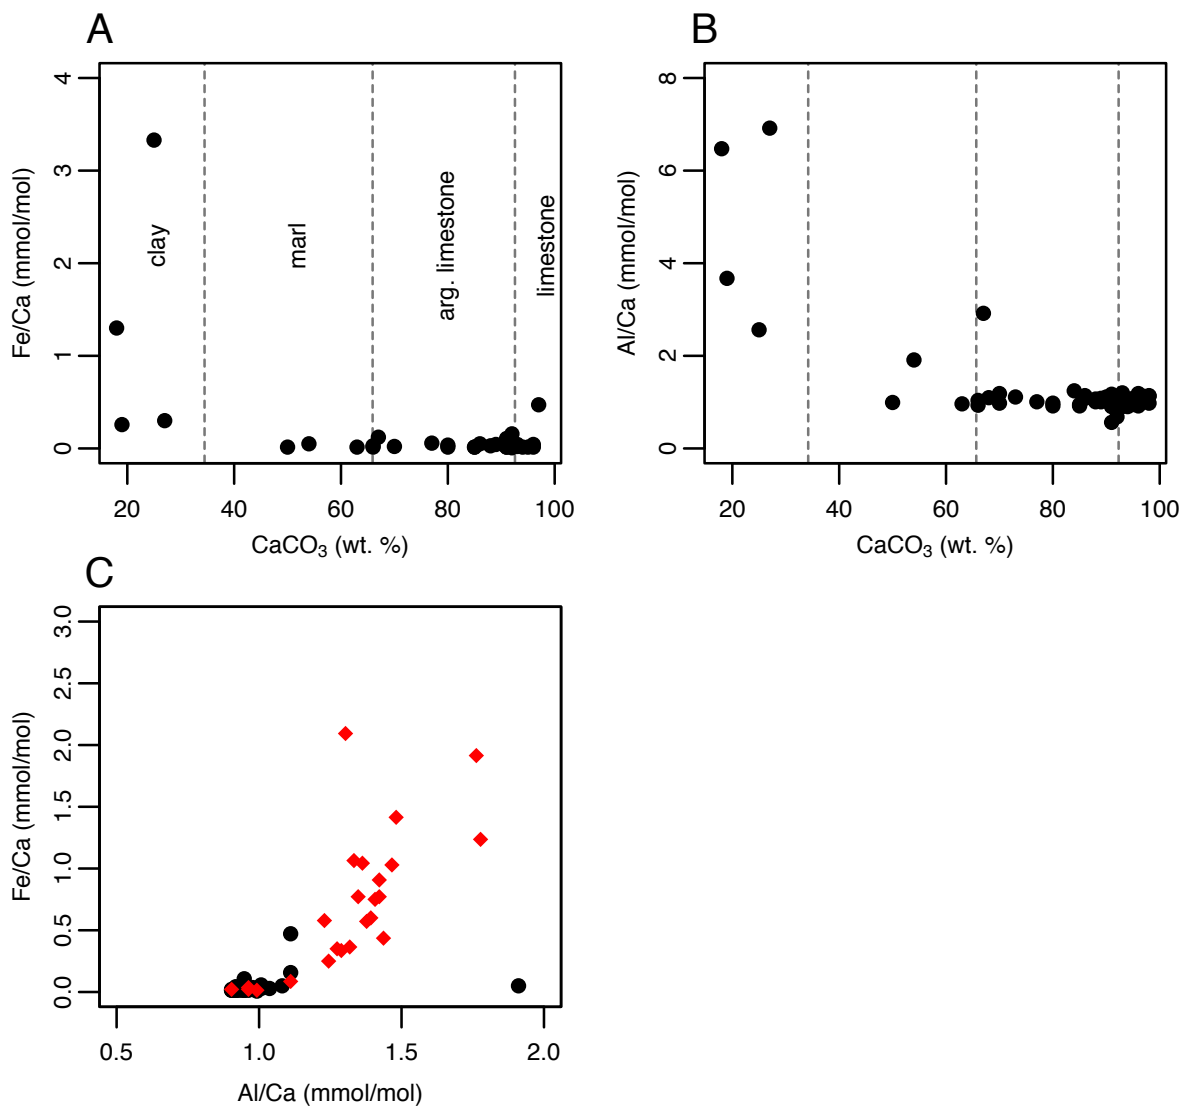 A
Fe/Ca (mmol/mol)
4
3
2
1
0
clay
marl
arg. limestone
limestone
20 40 60 80 100
CaCO₃ (wt. %)
B
Al/Ca (mmol/mol)
8
6
4
2
0
20 40 60 80 100
CaCO₃ (wt. %)
C
Fe/Ca (mmol/mol)
3.0
2.5
2.0
1.5
1.0
0.5
0.0
0.5 1.0 1.5 2.0
Al/Ca (mmol/mol)